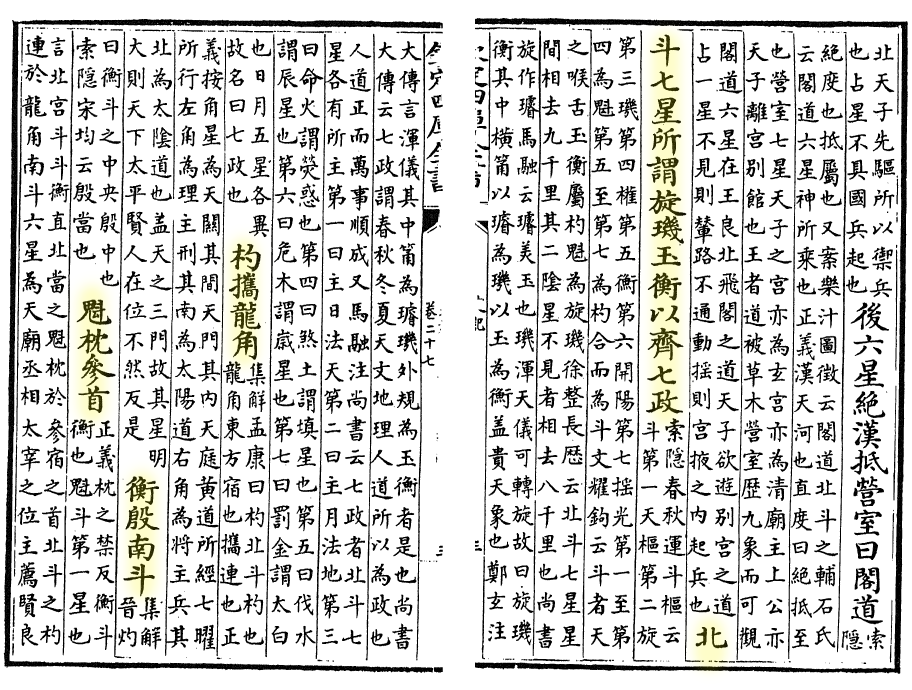 北天子先驅所以禦兵
也占星不具國兵起也
後六星絶漢抵營室曰閣道
索
隱
絶度也抵屬也又案樂汁圖徵云閣道北斗之輔石氏
云閣道六星神所乘也正義漢天河也直度曰絶抵至
也營室七星天子之宫亦為玄宫亦為清廟主上公亦
天子離宫别館也王者道被草木營室歴九象而可觀
閣道六星在王良北飛閣之道天子欲遊别宫之道
占一星不見則輦路不通動揺則宫掖之内起兵也
北
斗七星所謂旋璣玉衡以齊七政
索隱春秋運斗樞云
斗第一天樞第二旋
第三璣第四權第五衡第六開陽第七揺光第一至第
四為魁第五至第七為杓合而為斗文耀鉤云斗者天
之喉舌玉衡屬杓魁為旋璣徐整長歴云北斗七星星
間相去九千里其二陰星不見者相去八千里也尚書
旋作璿馬融云璿美玉也璣渾天儀可轉旋故曰旋璣
衡其中横筩以璿為璣以玉為衡盖貴天象也鄭玄注
卷二十七
大傳言渾儀其中筩為璿璣外規為玉衡者是也尚書
大傳云七政謂春秋冬夏天文地理人道所以為政也
人道正而萬事順成又馬融注尚書云七政者北斗七
星各有所主第一曰主日法天第二曰主月法地第三
曰命火謂熒惑也第四曰煞土謂填星也第五曰伐水
謂辰星也第六曰危木謂嵗星也第七曰罰金謂太白
也日月五星各異
故名曰七政也
杓攜龍角
集解孟康曰杓北斗杓也
龍角東方宿也攜連也正
義按角星為天闗其間天門其内天庭黄道所經七曜
所行左角為理主刑其南為太陽道右角為將主兵其
北為太陰道也盖天之三門故其星明
大則天下太平賢人在位不然反是
衡殷南斗
集解
晉灼
曰衡斗之中央殷中也
索隱宋均云殷當也
魁枕參首
正義枕之禁反衡斗
衡也魁斗第一星也
言北宫斗斗衡直北當之魁枕於參宿之首北斗之杓
連於龍角南斗六星為天廟丞相太宰之位主薦賢良